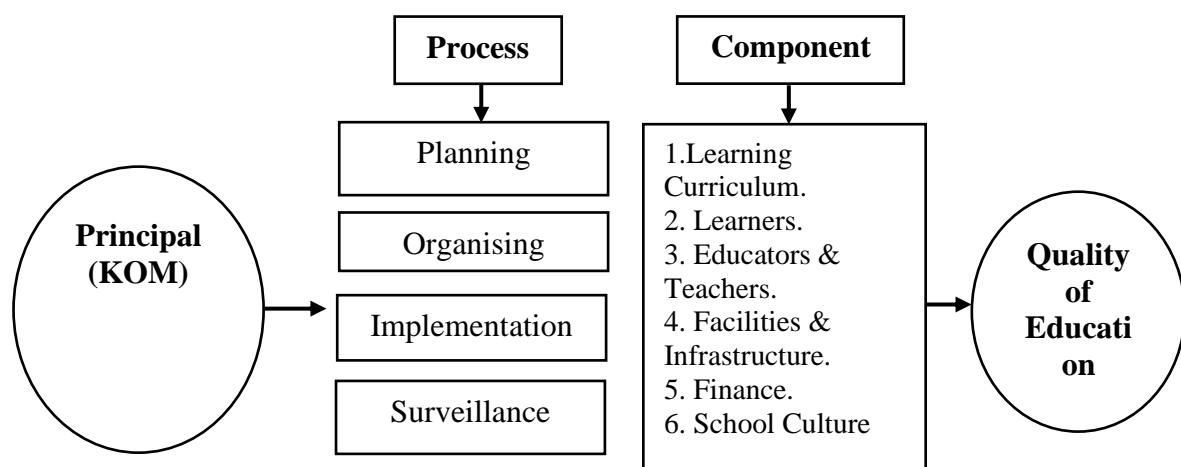 Process
Component
Principal
(KOM)
Planning
Organising
Implementation
Surveillance
1.Learning
Curriculum.
2. Learners.
3. Educators &
Teachers.
4. Facilities &
Infrastructure.
5. Finance.
6. School Culture
Quality
of
Educati
on